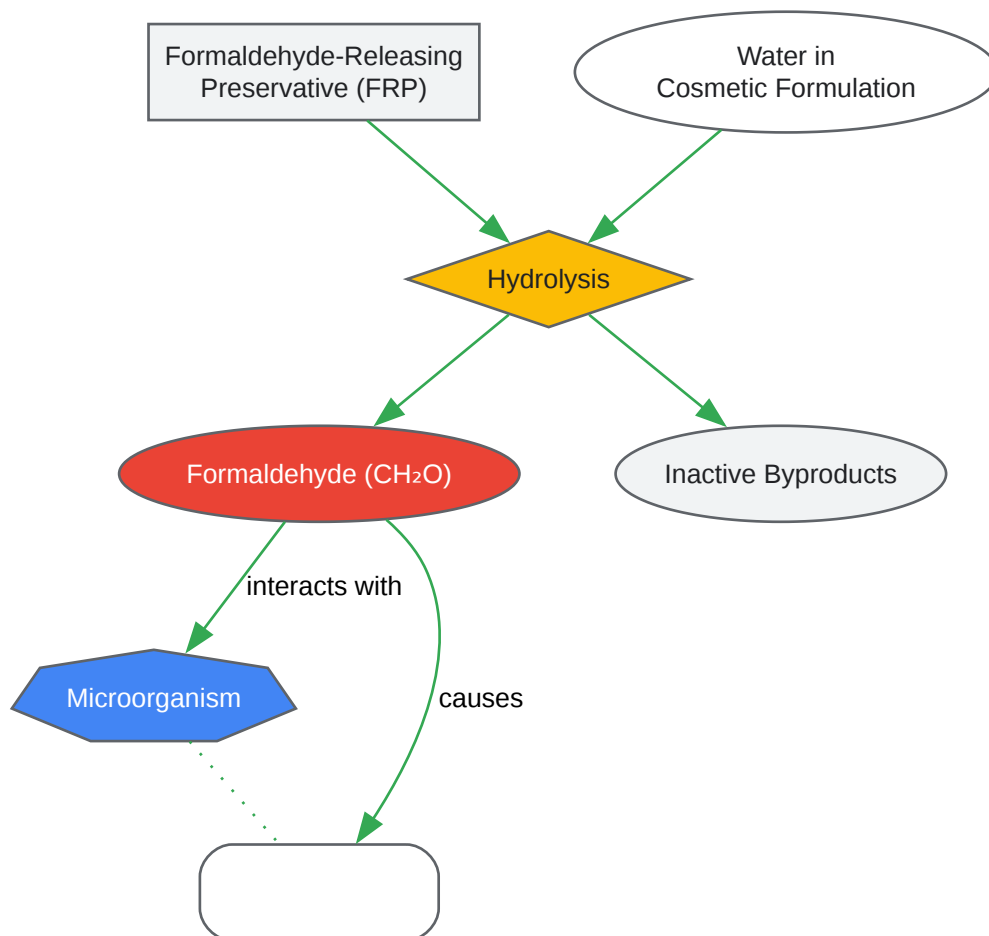 Formaldehyde-Releasing
Preservative (FRP)
Water in
Cosmetic Formulation
Hydrolysis
Formaldehyde (CH₂O)
Inactive Byproducts
interacts with
Microorganism
causes